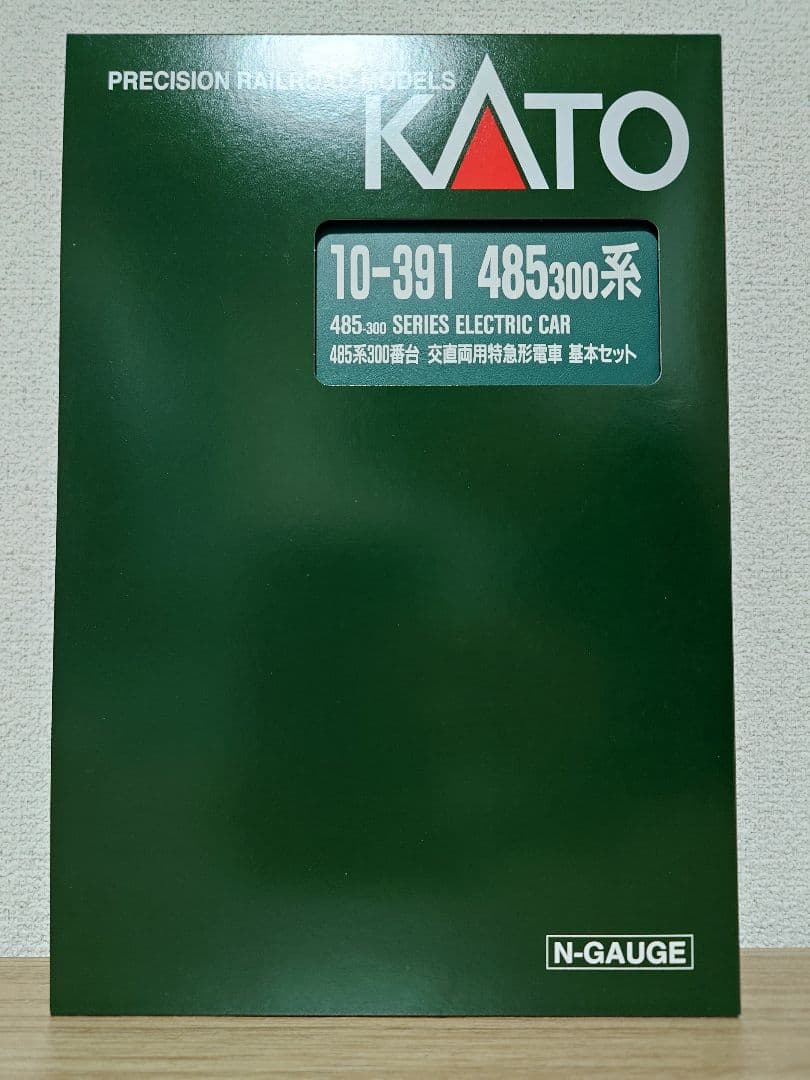 PRECISION RAILROAD MODELS
KATO
10-391 485300系
485-300 SERIES ELECTRIC CAR
485系300番台 交直両用特急形電車 基本セット
N-GAUGE